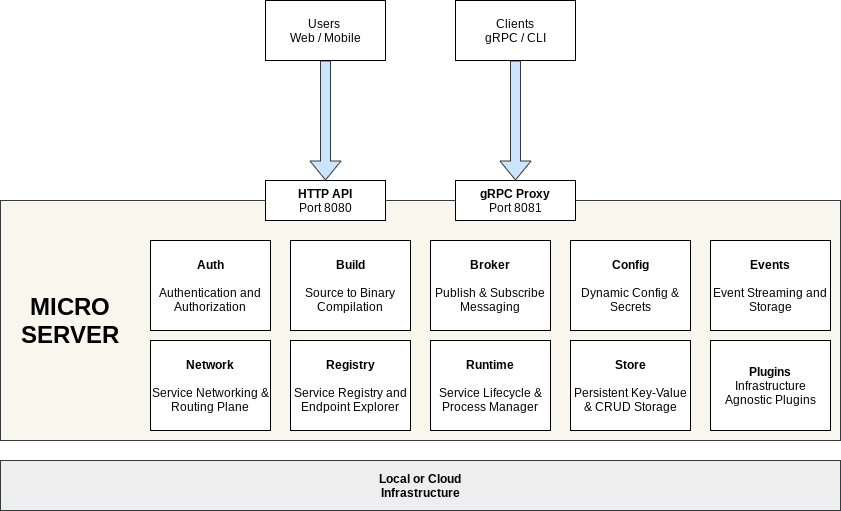 Users
Web / Mobile
Clients
gRPC / CLI
HTTP API
Port 8080
gRPC Proxy
Port 8081
MICRO
SERVER
Auth
Authentication and
Authorization
Build
Source to Binary
Compilation
Broker
Publish & Subscribe
Messaging
Config
Dynamic Config &
Secrets
Events
Event Streaming and
Storage
Network
Service Networking &
Routing Plane
Registry
Service Registry and
Endpoint Explorer
Runtime
Service Lifecycle &
Process Manager
Store
Persistent Key-Value
& CRUD Storage
Plugins
Infrastructure
Agnostic Plugins
Local or Cloud
Infrastructure